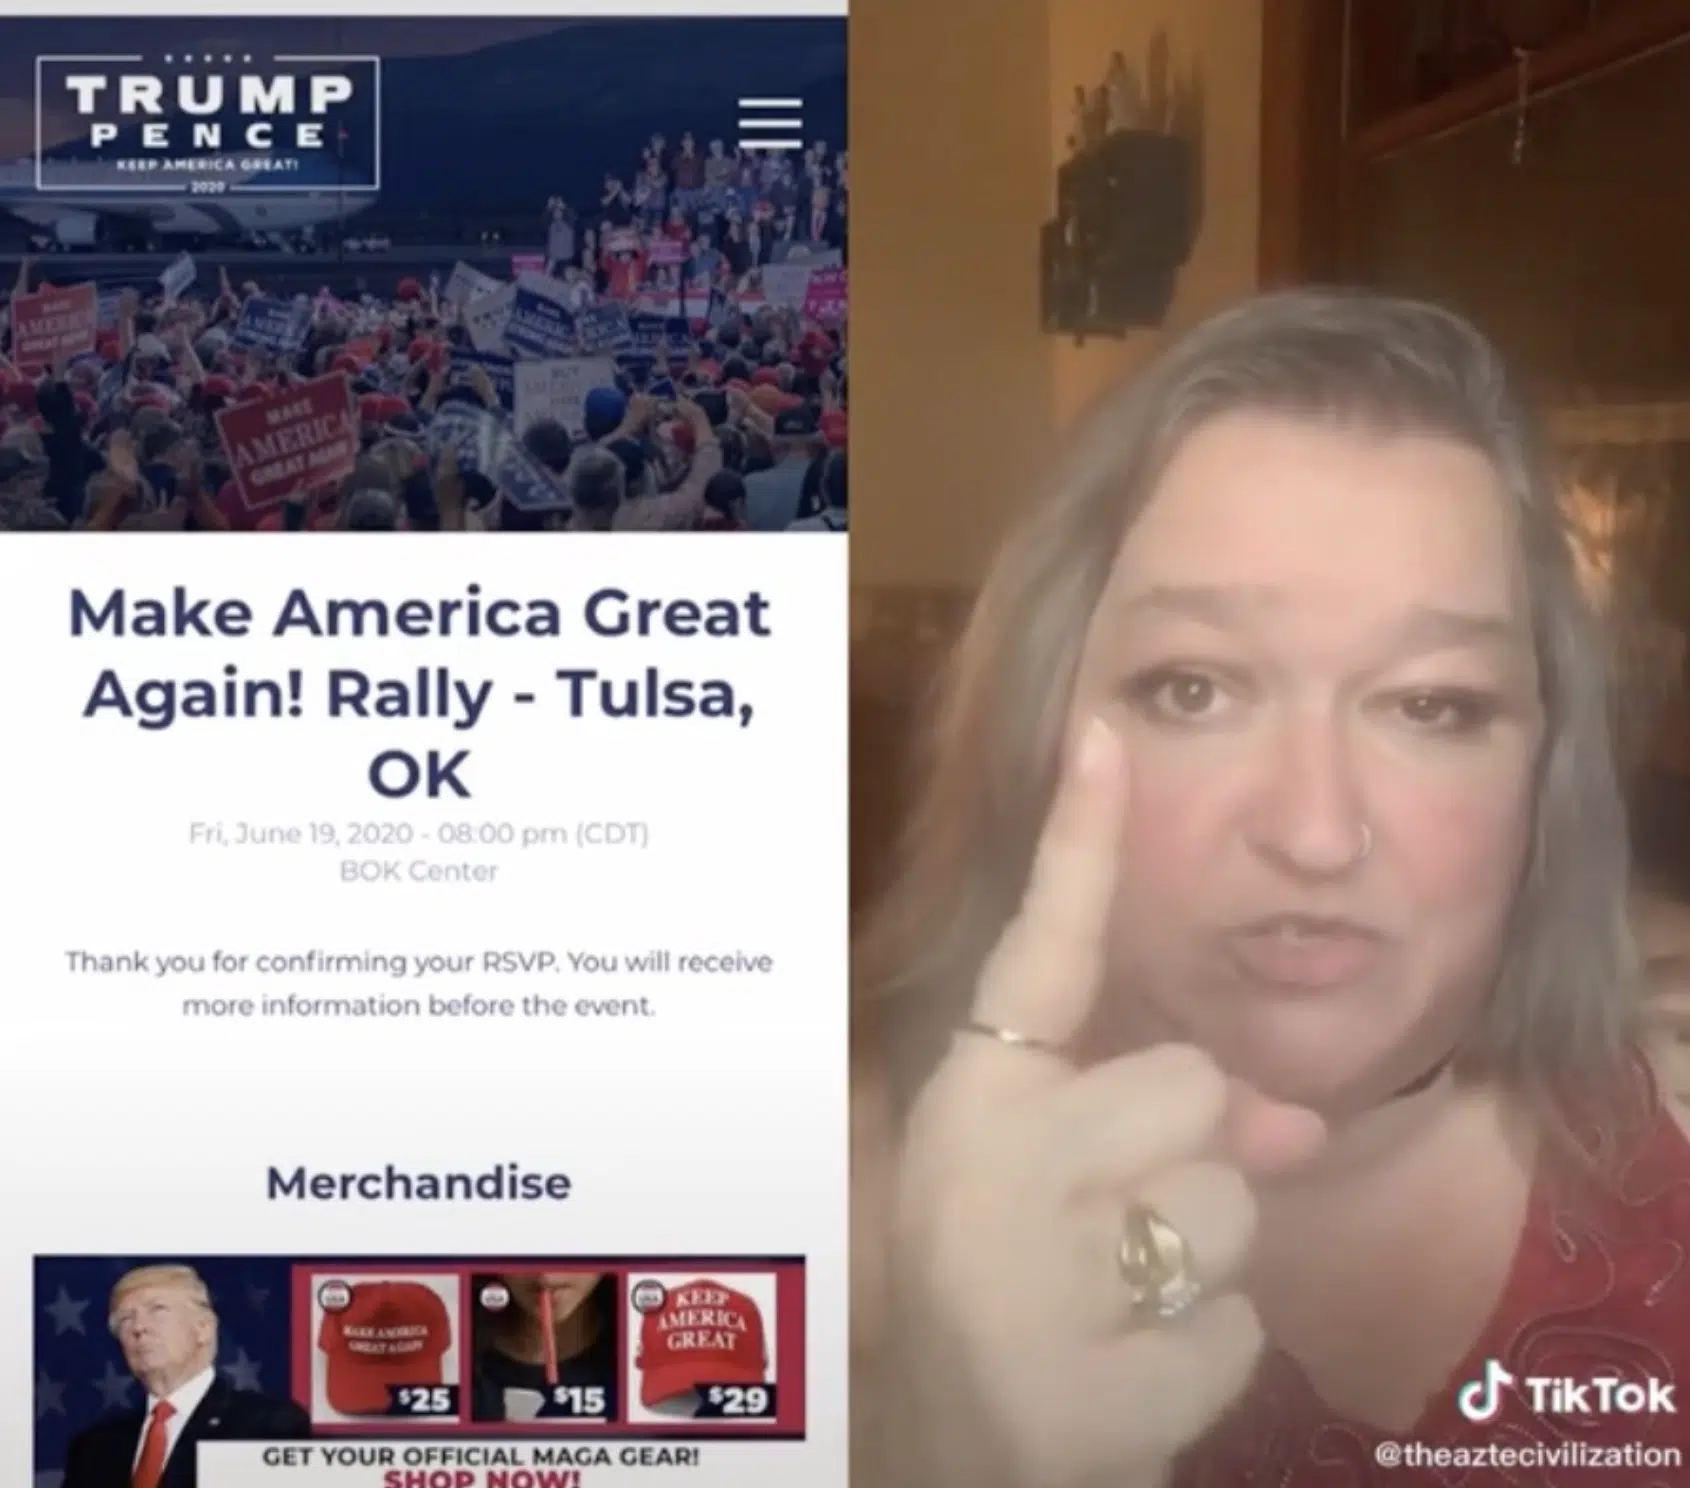 TRUMP
PENCE
KEEP AMERICA GREAT!
2020
MAKE
AMERICA
GREAT AGAIN
Make America Great
Again! Rally - Tulsa,
OK
Fri, June 19, 2020 - 08:00 pm (CDT)
BOK Center
Thank you for confirming your RSVP. You will receive
more information before the event.
Merchandise
MAKE AMERICA
GREAT AGAIN
$25
$15
KEEP
AMERICA
GREAT
$29
GET YOUR OFFICIAL MAGA GEAR!
SHOP NOW!
TikTok
@theaztecivilization